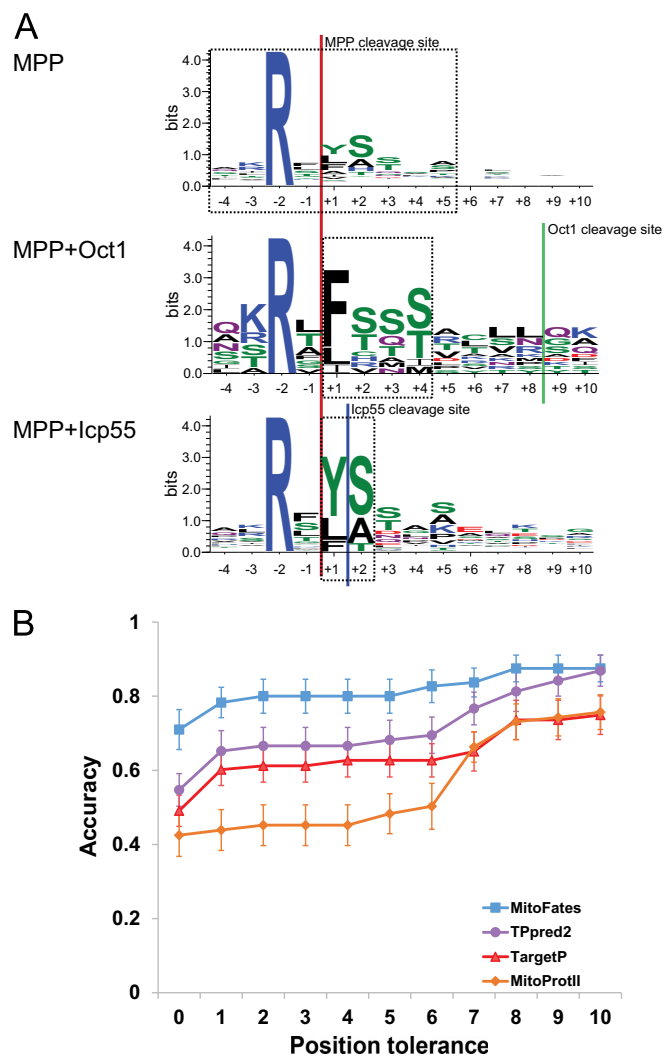 A
MPP
MPP cleavage site
bits
4.0
3.0
2.0
1.0
0.0
R
Y S S
-4 -3 -2 -1 +1 +2 +3 +4 +5 +6 +7 +8 +9 +10
MPP+Oct1
Oct1 cleavage site
bits
4.0
3.0
2.0
1.0
0.0
Q K R L F S S S A C L L Q K
-4 -3 -2 -1 +1 +2 +3 +4 +5 +6 +7 +8 +9 +10
MPP+Icp55
Icp55 cleavage site
bits
4.0
3.0
2.0
1.0
0.0
R F Y S S S
L A T A
-4 -3 -2 -1 +1 +2 +3 +4 +5 +6 +7 +8 +9 +10
B
Accuracy
1
0.8
0.6
0.4
0.2
0
MitoFates
TPpred2
TargetP
MitoProtII
0 1 2 3 4 5 6 7 8 9 10
Position tolerance